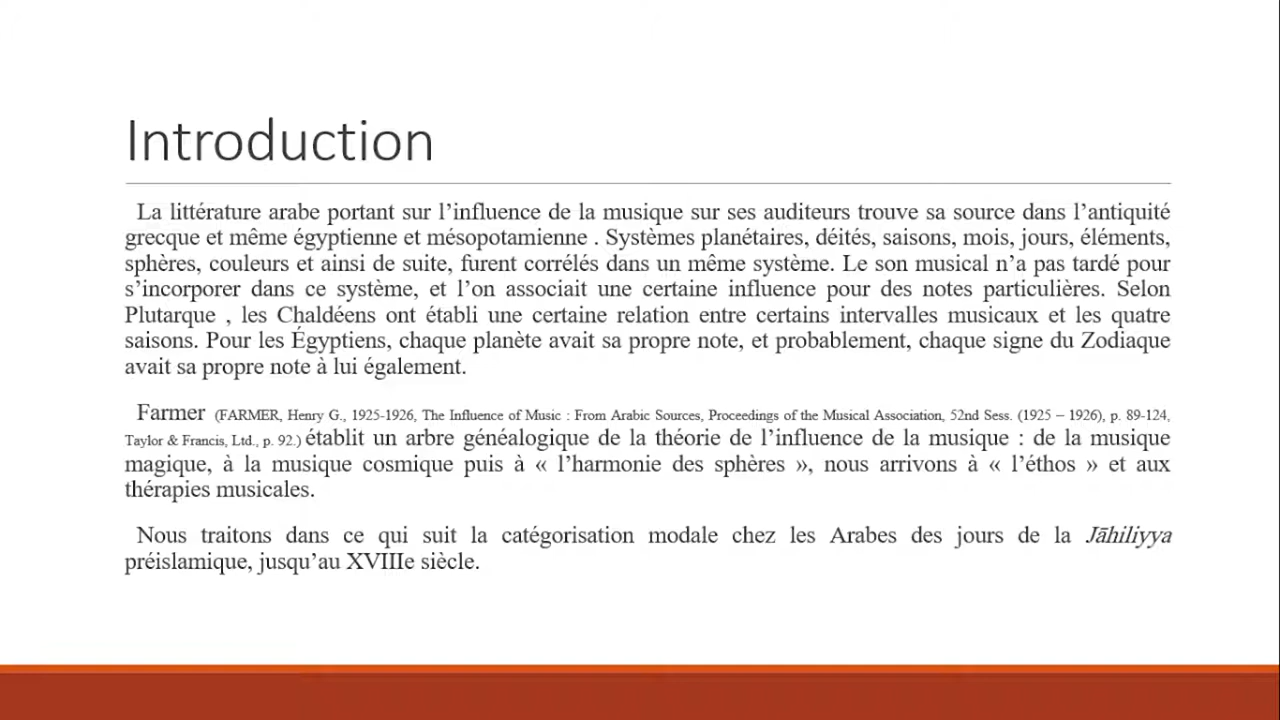 Introduction
La littérature arabe portant sur l’influence de la musique sur ses auditeurs trouve sa source dans l’antiquité
grecque et même égyptienne et mésopotamienne . Systèmes planétaires, déités, saisons, mois, jours, éléments,
sphères, couleurs et ainsi de suite, furent corrélés dans un même système. Le son musical n’a pas tardé pour
s’incorporer dans ce système, et l’on associait une certaine influence pour des notes particulières. Selon
Plutarque , les Chaldéens ont établi une certaine relation entre certains intervalles musicaux et les quatre
saisons. Pour les Égyptiens, chaque planète avait sa propre note, et probablement, chaque signe du Zodiaque
avait sa propre note à lui également.
Farmer (FARMER, Henry G., 1925-1926, The Influence of Music : From Arabic Sources, Proceedings of the Musical Association, 52nd Sess. (1925 – 1926), p. 89-124,
Taylor & Francis, Ltd., p. 92.) établit un arbre généalogique de la théorie de l’influence de la musique : de la musique
magique, à la musique cosmique puis à « l’harmonie des sphères », nous arrivons à « l’éthos » et aux
thérapies musicales.
Nous traitons dans ce qui suit la catégorisation modale chez les Arabes des jours de la Jāhiliyya
préislamique, jusqu’au XVIIIe siècle.